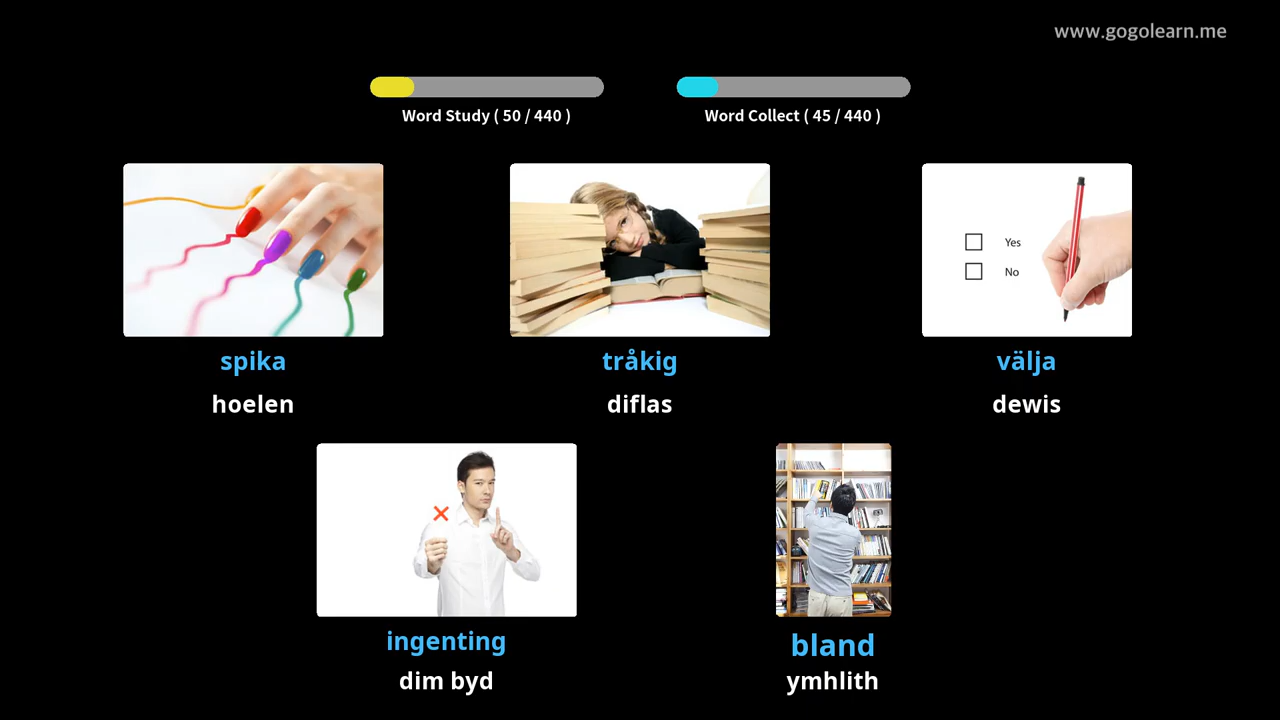 www.gogolearn.me
Word Study ( 50 / 440 )
Word Collect ( 45 / 440 )
Yes
No
spika
tråkig
välja
hoelen
diflas
dewis
ingenting
bland
dim byd
ymhlith